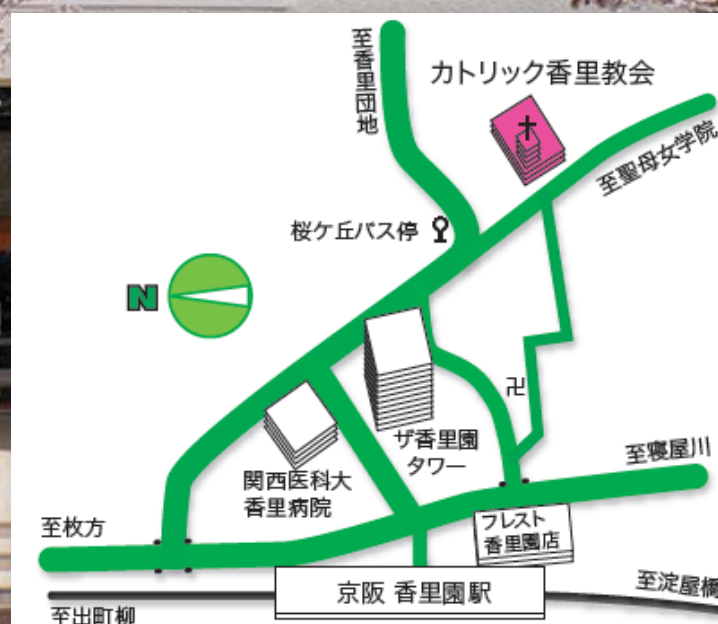 至香里団地
カトリック香里教会
至聖母女学院
桜ケ丘バス停
N
卍
ザ香里園
タワー
関西医科大
香里病院
至寝屋川
フレスト
香里園店
至枚方
京阪 香里園駅
至淀屋橋
至出町柳